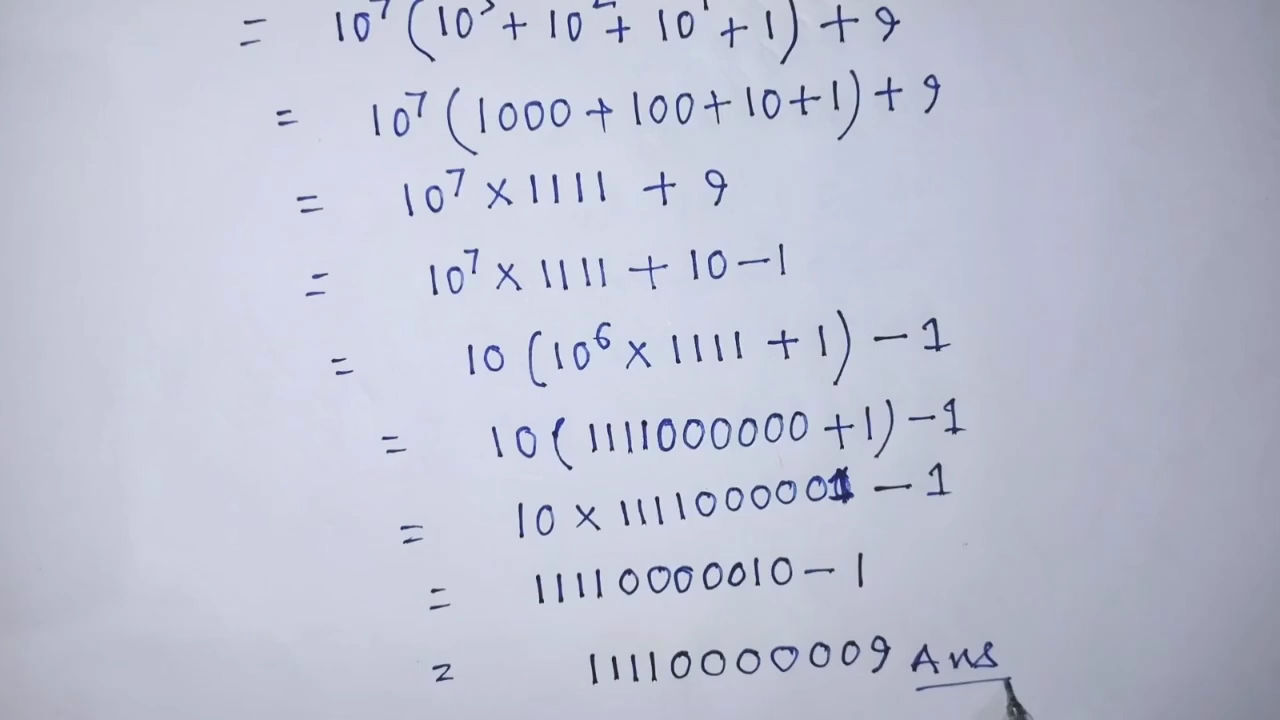 = 10⁷ (10³ + 10² + 10¹ + 1) + 9
= 10⁷ (1000 + 100 + 10 + 1) + 9
= 10⁷ × 1111 + 9
= 10⁷ × 1111 + 10 - 1
= 10 (10⁶ × 1111 + 1) - 1
= 10 (1111000000 + 1) - 1
= 10 × 1111000001 - 1
= 11110000010 - 1
= 11110000009 Ans